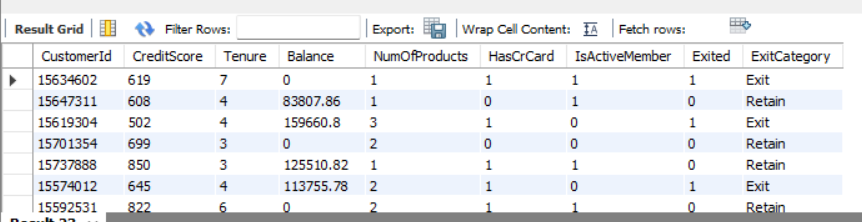 Result Grid Filter Rows: Export: Wrap Cell Content: Fetch rows:
CustomerId CreditScore Tenure Balance NumOfProducts HasCrCard IsActiveMember Exited ExitCategory
15634602 619 7 0 1 1 1 1 Exit
15647311 608 4 83807.86 1 0 1 0 Retain
15619304 502 4 159660.8 3 1 0 1 Exit
15701354 699 3 0 2 0 0 0 Retain
15737888 850 3 125510.82 1 1 1 0 Retain
15574012 645 4 113755.78 2 1 0 1 Exit
15592531 822 6 0 2 1 1 0 Retain